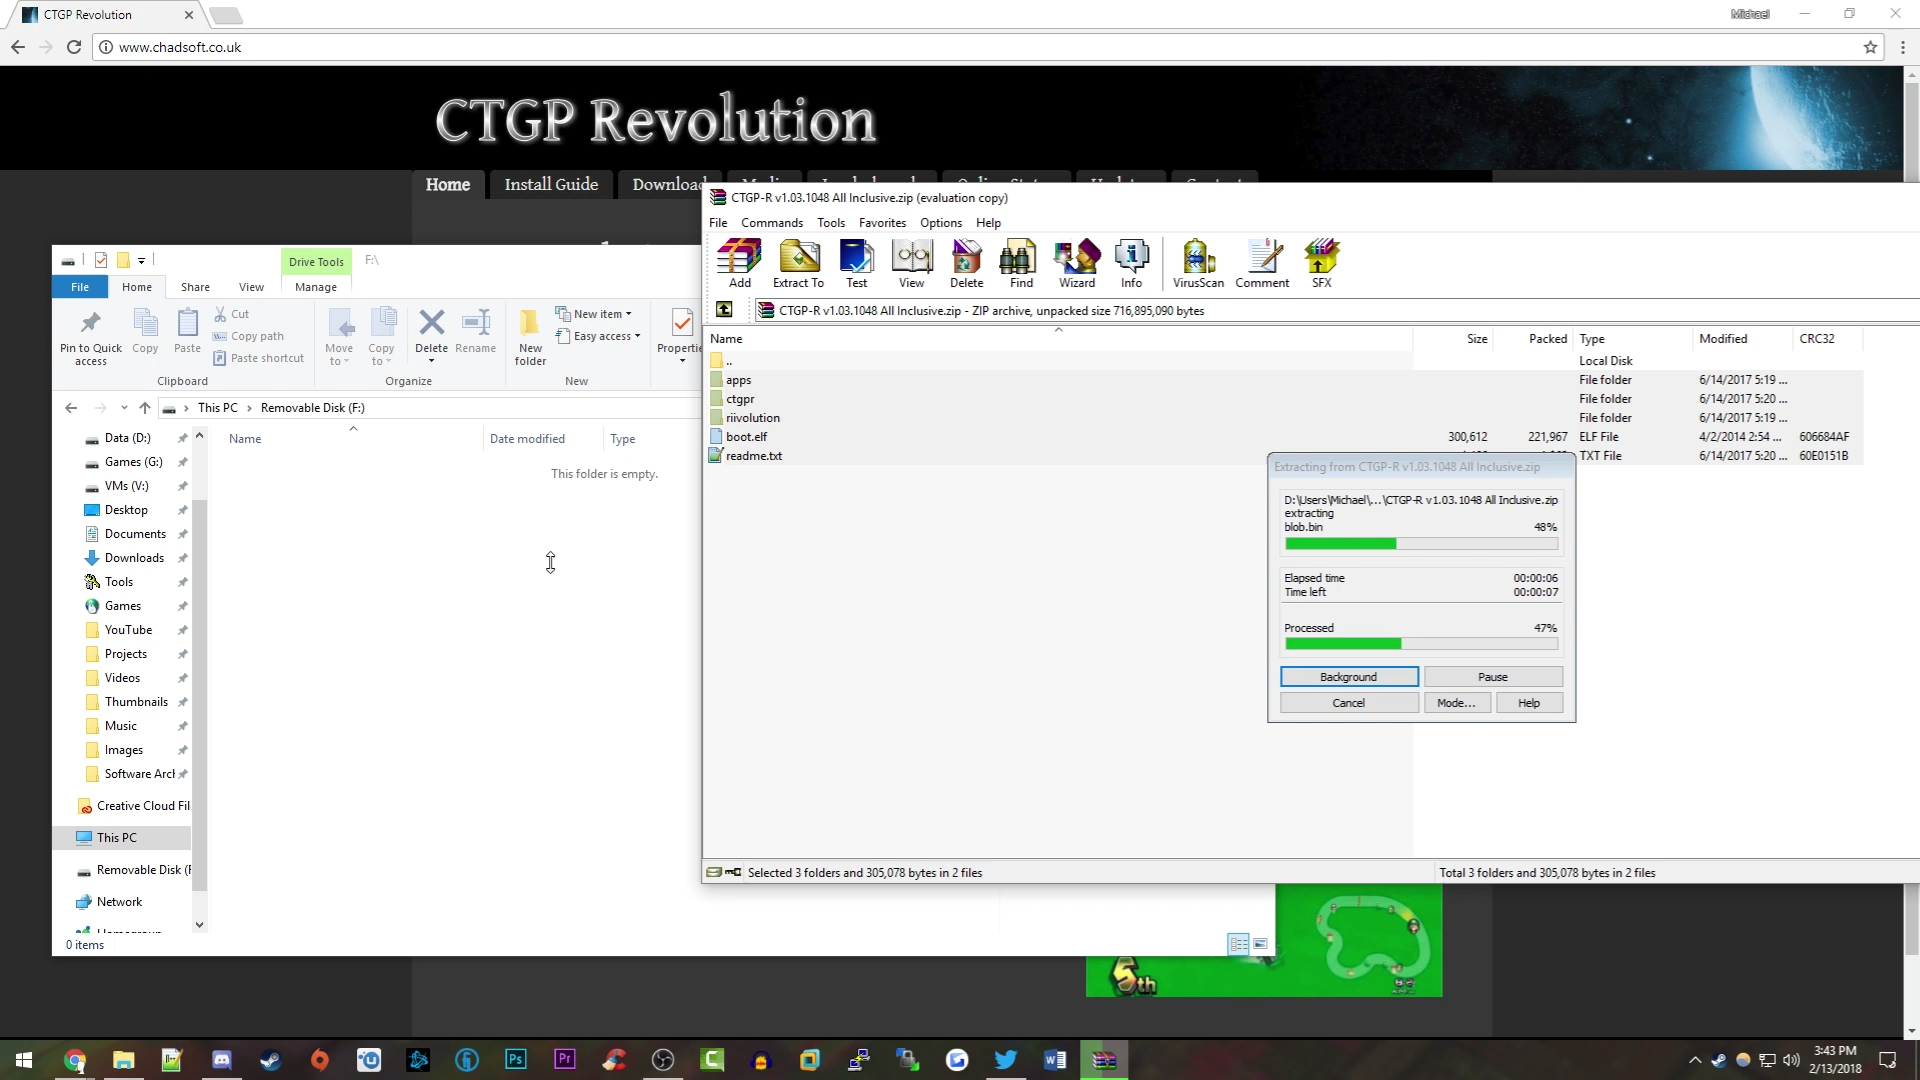 CTGP Revolution
Michael
www.chadsoft.co.uk
CTGP Revolution
Home
Install Guide
CTGP-R v1.03.1048 All Inclusive.zip (evaluation copy)
File Commands Tools Favorites Options Help
Add Extract To Test View Delete Find Wizard Info VirusScan Comment SFX
CTGP-R v1.03.1048 All Inclusive.zip - ZIP archive, unpacked size 716,895,090 bytes
Name Size Packed Type Modified CRC32
.. Local Disk
apps File folder 6/14/2017 5:19 ...
ctgpr File folder 6/14/2017 5:20 ...
riivolution File folder 6/14/2017 5:19 ...
boot.elf 300,612 221,967 ELF File 4/2/2014 2:54 ... 606684AF
readme.txt TXT File 6/14/2017 5:20 ... 60E0151B
Selected 3 folders and 305,078 bytes in 2 files
Total 3 folders and 305,078 bytes in 2 files
Extracting from CTGP-R v1.03.1048 All Inclusive.zip
D:\Users\Michael\...\CTGP-R v1.03.1048 All Inclusive.zip
extracting
blob.bin 48%
Elapsed time 00:00:06
Time left 00:00:07
Processed 47%
Background Pause
Cancel Mode... Help
Drive Tools F:\
File Home Share View Manage
Pin to Quick access
Copy
Paste
Cut
Copy path
Paste shortcut
Clipboard
Move to
Copy to
Delete
Rename
Organize
New folder
New item
Easy access
New
This PC > Removable Disk (F:)
Name Date modified Type
This folder is empty.
Data (D:)
Games (G:)
VMs (V:)
Desktop
Documents
Downloads
Tools
Games
YouTube
Projects
Videos
Thumbnails
Music
Images
Software Arcl
Creative Cloud Fil
This PC
Removable Disk (F
Network
0 items
5th
3:43 PM
2/13/2018